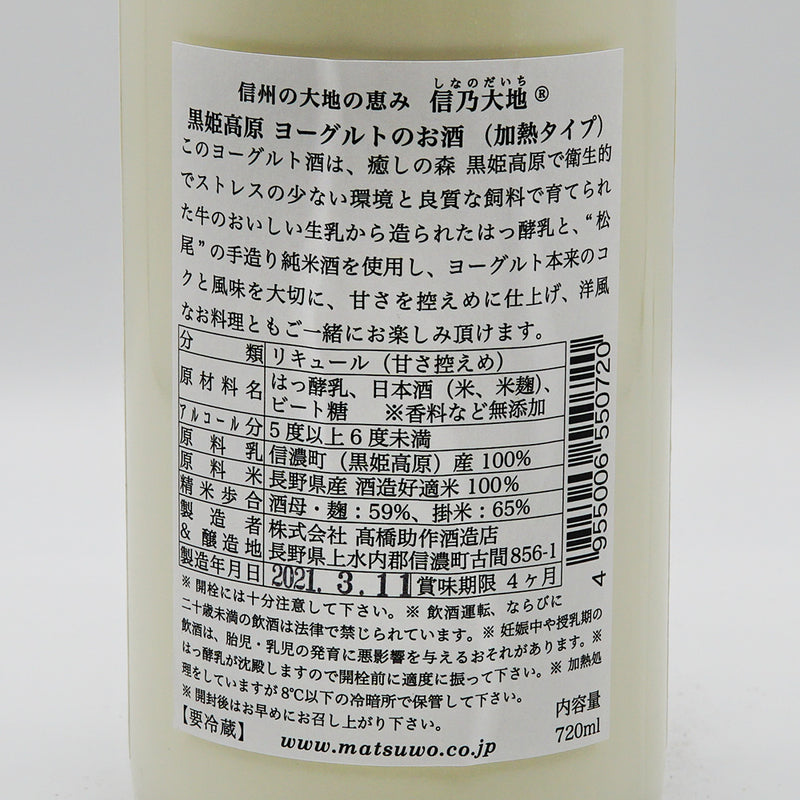 しなのだいち
信州の大地の恵み 信乃大地®
黒姫高原 ヨーグルトのお酒 (加熱タイプ)
このヨーグルト酒は、癒しの森 黒姫高原で衛生的
でストレスの少ない環境と良質な飼料で育てられ
た牛のおいしい生乳から造られたはっ酵乳と、“松
尾”の手造り純米酒を使用し、ヨーグルト本来のコ
クと風味を大切に、甘さを控えめに仕上げ、洋風
なお料理ともご一緒にお楽しみ頂けます。
分類 リキュール(甘さ控えめ)
原材料名 はっ酵乳、日本酒(米、米麹)、
ビート糖 ※香料など無添加
アルコール分 5度以上6度未満
原料乳 信濃町(黒姫高原)産 100%
原料米 長野県産 酒造好適米 100%
精米歩合 酒母・麹:59%、掛米:65%
製造者 株式会社 髙橋助作酒造店
&醸造地 長野県上水内郡信濃町古間856-1
製造年月日 2021.3.11 賞味期限 4ヶ月
4 955006 550720
※開栓には十分注意して下さい。※飲酒運転、ならびに
二十歳未満の飲酒は法律で禁じられています。※妊娠中や授乳期の
飲酒は、胎児・乳児の発育に悪影響を与えるおそれがあります。※
はっ酵乳が沈殿しますので開栓前に適度に振って下さい。※加熱処
理をしていますが8℃以下の冷暗所で保管して下さい。
※開封後はお早めにお召し上がり下さい。
【要冷蔵】 www.matsuwo.co.jp
内容量
720ml